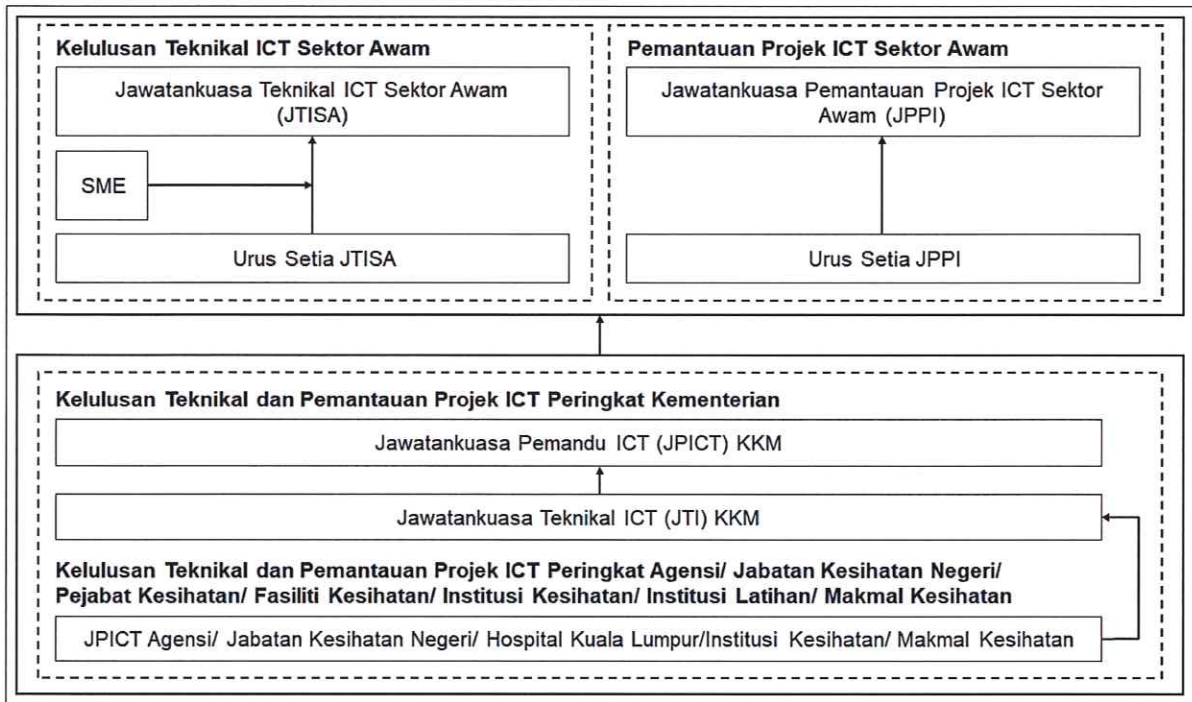 Kelulusan Teknikal ICT Sektor Awam
Jawatankuasa Teknikal ICT Sektor Awam
(JTISA)
SME
Urus Setia JTISA
Pemantauan Projek ICT Sektor Awam
Jawatankuasa Pemantauan Projek ICT Sektor
Awam (JPPI)
Urus Setia JPPI
Kelulusan Teknikal dan Pemantauan Projek ICT Peringkat Kementerian
Jawatankuasa Pemandu ICT (JPICT) KKM
Jawatankuasa Teknikal ICT (JTI) KKM
Kelulusan Teknikal dan Pemantauan Projek ICT Peringkat Agensi/ Jabatan Kesihatan Negeri/
Pejabat Kesihatan/ Fasiliti Kesihatan/ Institusi Kesihatan/ Institusi Latihan/ Makmal Kesihatan
JPICT Agensi/ Jabatan Kesihatan Negeri/ Hospital Kuala Lumpur/Institusi Kesihatan/ Makmal Kesihatan